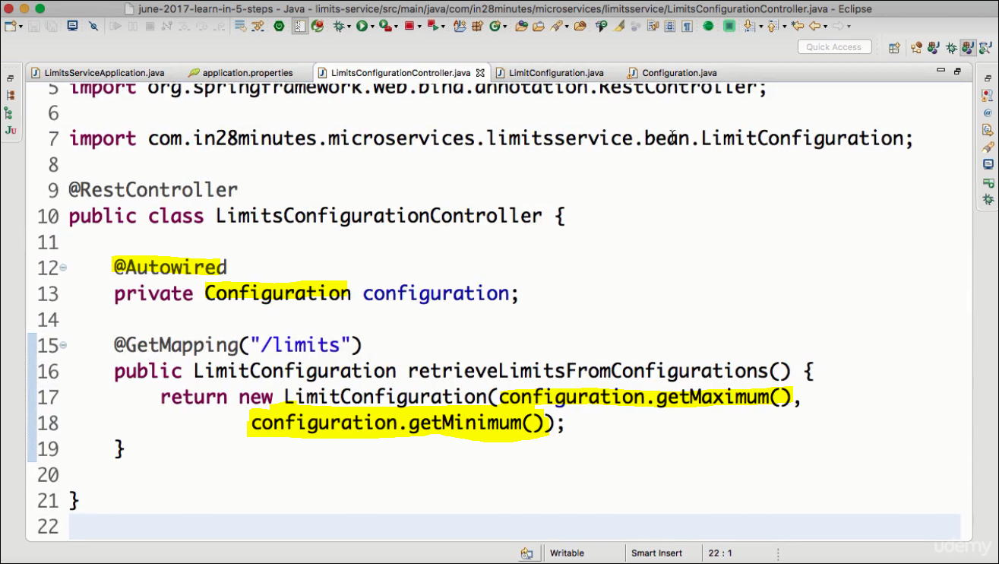 june-2017-learn-in-5-steps - Java - limits-service/src/main/java/com/in28minutes/microservices/limitsservice/LimitsConfigurationController.java - Eclipse
Quick Access
LimitsServiceApplication.java application.properties LimitsConfigurationController.java LimitConfiguration.java Configuration.java
5 import org.springframework.web.bind.annotation.RestController;
6
7 import com.in28minutes.microservices.limitsservice.bean.LimitConfiguration;
8
9 @RestController
10 public class LimitsConfigurationController {
11
12 @Autowired
13 private Configuration configuration;
14
15 @GetMapping("/limits")
16 public LimitConfiguration retrieveLimitsFromConfigurations() {
17 return new LimitConfiguration(configuration.getMaximum(),
18 configuration.getMinimum());
19 }
20
21 }
22
udemy
Writable Smart Insert 22 : 1